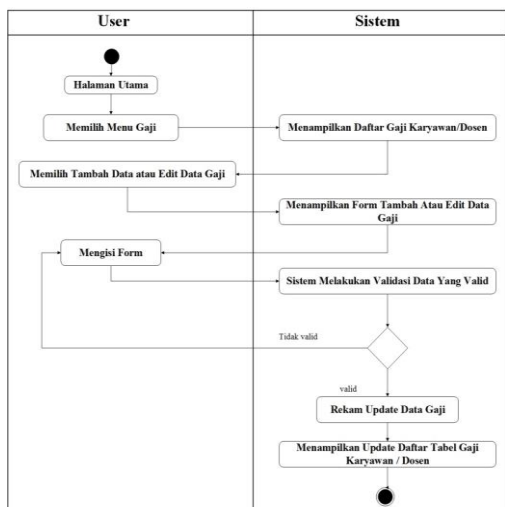 User
Sistem
Halaman Utama
Memilih Menu Gaji
Menampilkan Daftar Gaji Karyawan/Dosen
Memilih Tambah Data atau Edit Data Gaji
Menampilkan Form Tambah Atau Edit Data
Gaji
Mengisi Form
Sistem Melakukan Validasi Data Yang Valid
Tidak valid
valid
Rekam Update Data Gaji
Menampilkan Update Daftar Tabel Gaji
Karyawan / Dosen